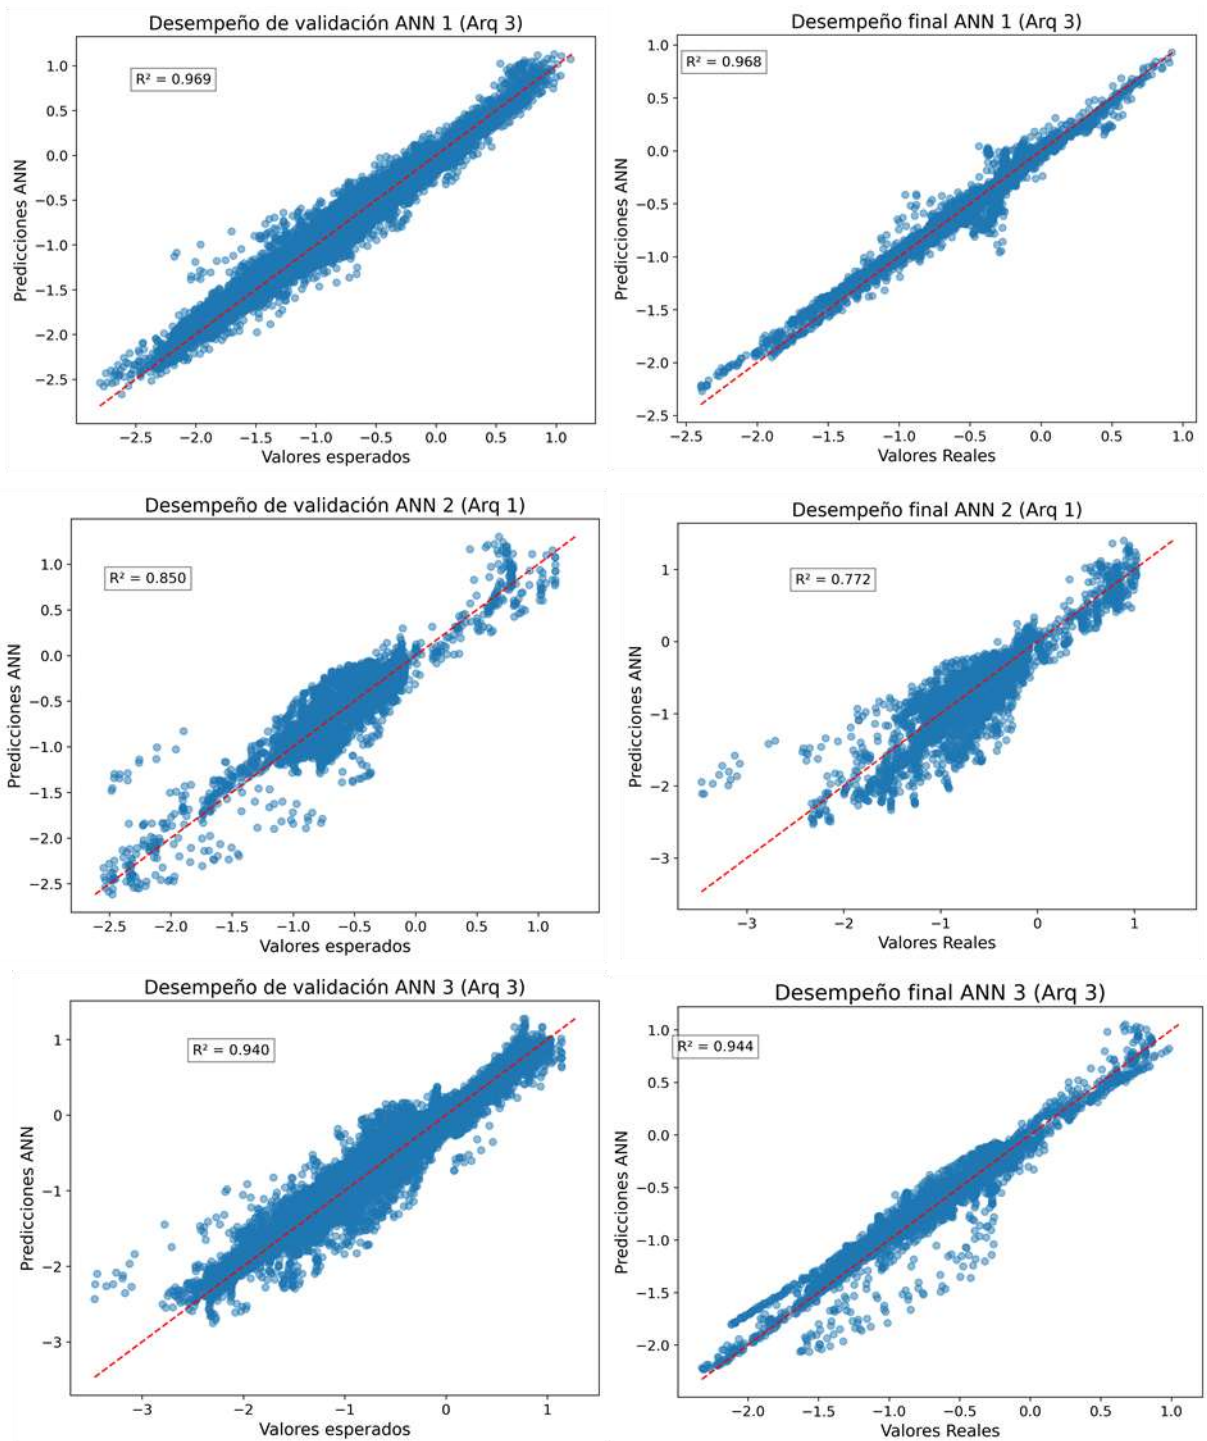 Desempeño de validación ANN 1 (Arq 3)
R² = 0.969
Predicciones ANN
1.0
0.5
0.0
−0.5
−1.0
−1.5
−2.0
−2.5
−2.5 −2.0 −1.5 −1.0 −0.5 0.0 0.5 1.0
Valores esperados
Desempeño final ANN 1 (Arq 3)
R² = 0.968
Predicciones ANN
1.0
0.5
0.0
−0.5
−1.0
−1.5
−2.0
−2.5
−2.5 −2.0 −1.5 −1.0 −0.5 0.0 0.5 1.0
Valores Reales
Desempeño de validación ANN 2 (Arq 1)
R² = 0.850
Predicciones ANN
1.0
0.5
0.0
−0.5
−1.0
−1.5
−2.0
−2.5
−2.5 −2.0 −1.5 −1.0 −0.5 0.0 0.5 1.0
Valores esperados
Desempeño final ANN 2 (Arq 1)
R² = 0.772
Predicciones ANN
1
0
−1
−2
−3
−3 −2 −1 0 1
Valores Reales
Desempeño de validación ANN 3 (Arq 3)
R² = 0.940
Predicciones ANN
1
0
−1
−2
−3
−3 −2 −1 0 1
Valores esperados
Desempeño final ANN 3 (Arq 3)
R² = 0.944
Predicciones ANN
1.0
0.5
0.0
−0.5
−1.0
−1.5
−2.0
−2.0 −1.5 −1.0 −0.5 0.0 0.5 1.0
Valores Reales